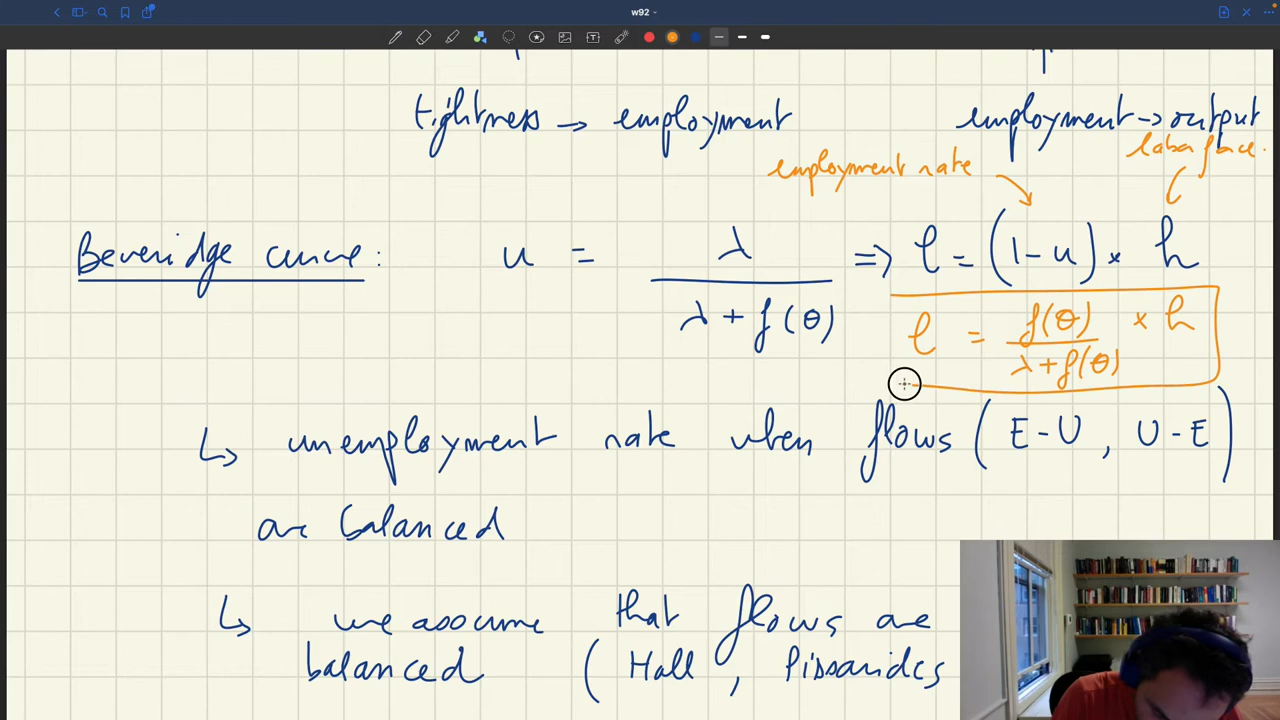 w92
tightness → employment
employment → output
employment rate
labor force.
Beveridge curve: u = λ / (λ + f(θ)) => l = (1-u) × h
l = f(θ) / (λ + f(θ)) × h
↳ unemployment rate when flows (E-U, U-E)
are balanced
↳ we assume that flows are
balanced (Hall, Pissarides